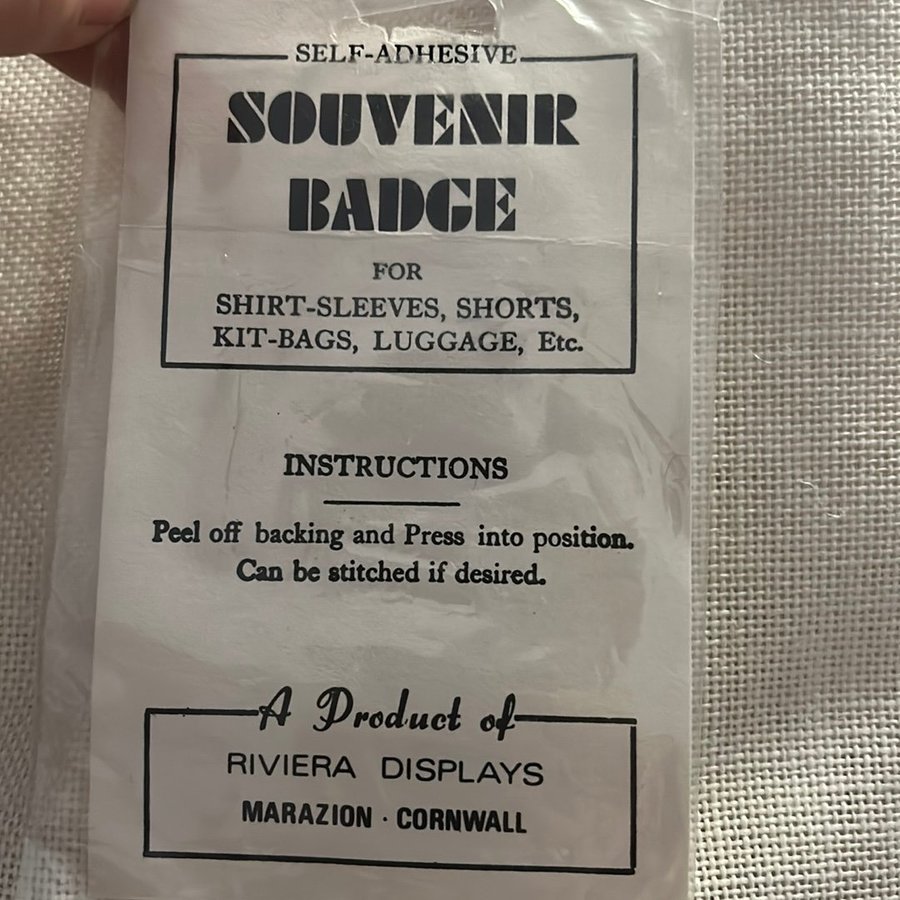 SELF-ADHESIVE
SOUVENIR
BADGE
FOR
SHIRT-SLEEVES, SHORTS,
KIT-BAGS, LUGGAGE, Etc.
INSTRUCTIONS
Peel off backing and Press into position.
Can be stitched if desired.
A Product of
RIVIERA DISPLAYS
MARAZION · CORNWALL